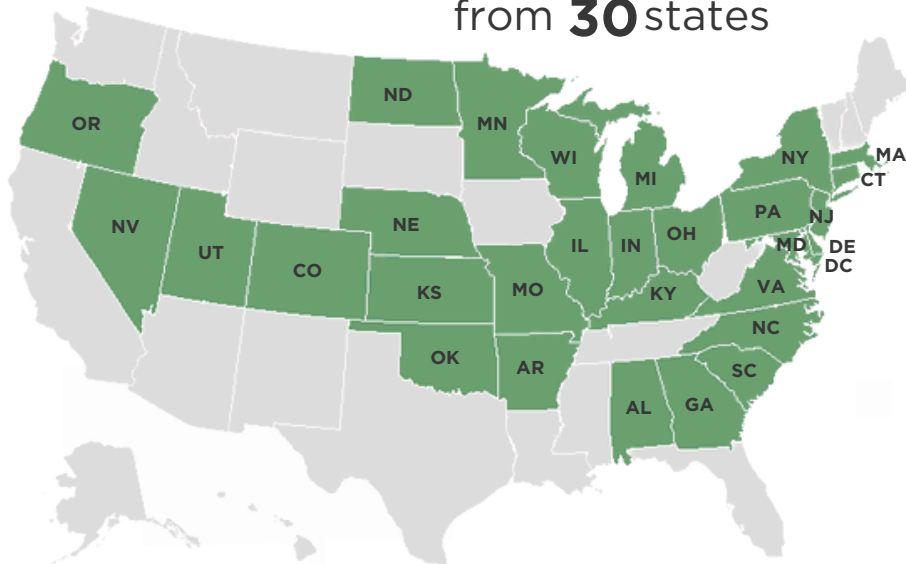 from 30 states
ND
MN
OR
WI
NY
MA
MI
CT
NE
PA
NJ
NV
UT
IL
IN
OH
MD
DE
CO
DC
KS
MO
KY
VA
NC
OK
AR
SC
AL
GA